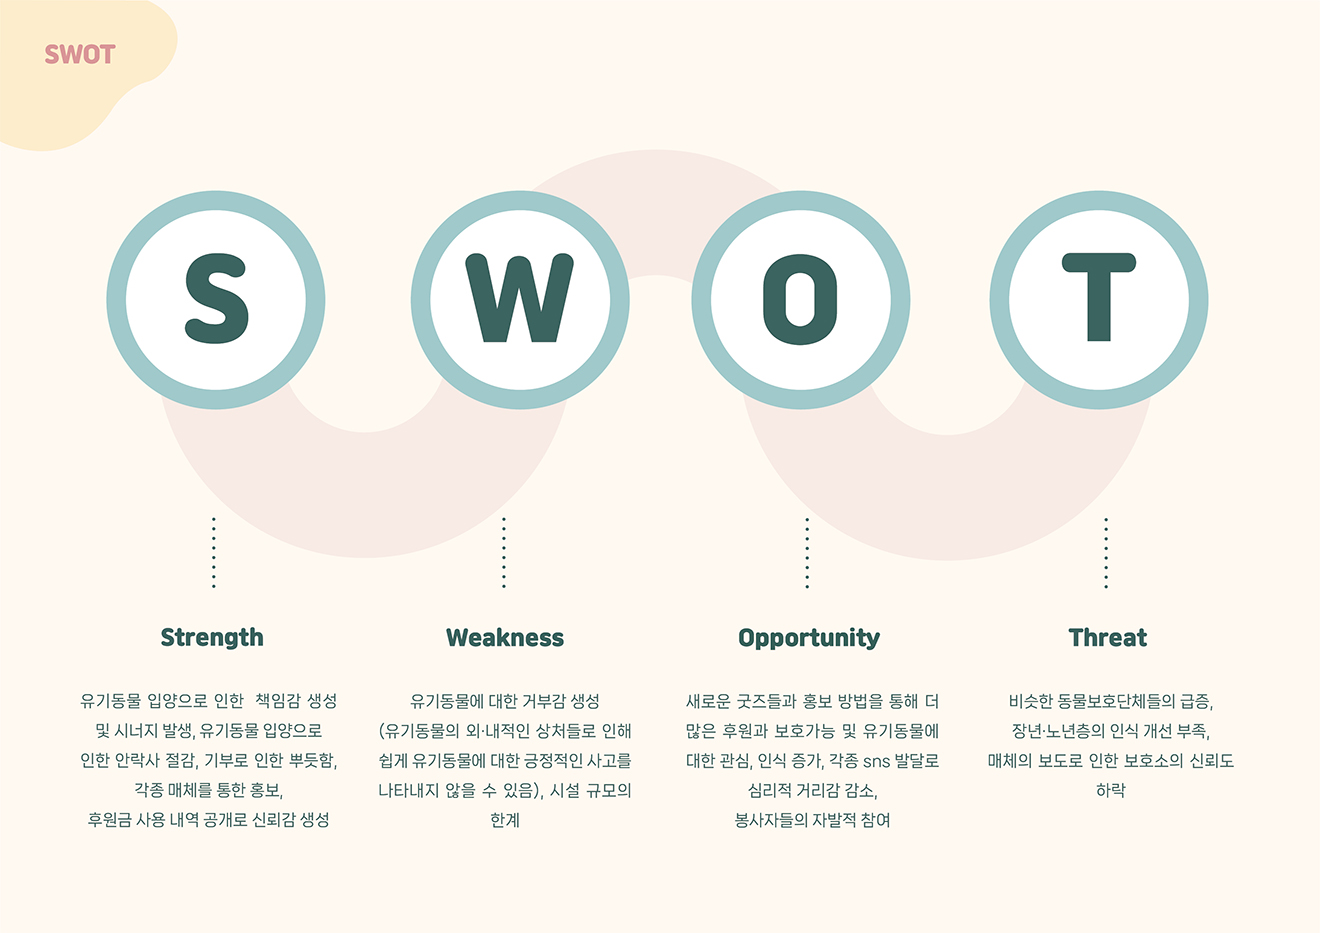 SWOT
S
W
O
T
Strength
유기동물 입양으로 인한 책임감 생성
및 시너지 발생, 유기동물 입양으로
인한 안락사 절감, 기부로 인한 뿌듯함,
각종 매체를 통한 홍보,
후원금 사용 내역 공개로 신뢰감 생성
Weakness
유기동물에 대한 거부감 생성
(유기동물의 외·내적인 상처들로 인해
쉽게 유기동물에 대한 긍정적인 사고를
나타내지 않을 수 있음), 시설 규모의
한계
Opportunity
새로운 굿즈들과 홍보 방법을 통해 더
많은 후원과 보호가능 및 유기동물에
대한 관심, 인식 증가, 각종 sns 발달로
심리적 거리감 감소,
봉사자들의 자발적 참여
Threat
비슷한 동물보호단체들의 급증,
장년·노년층의 인식 개선 부족,
매체의 보도로 인한 보호소의 신뢰도
하락